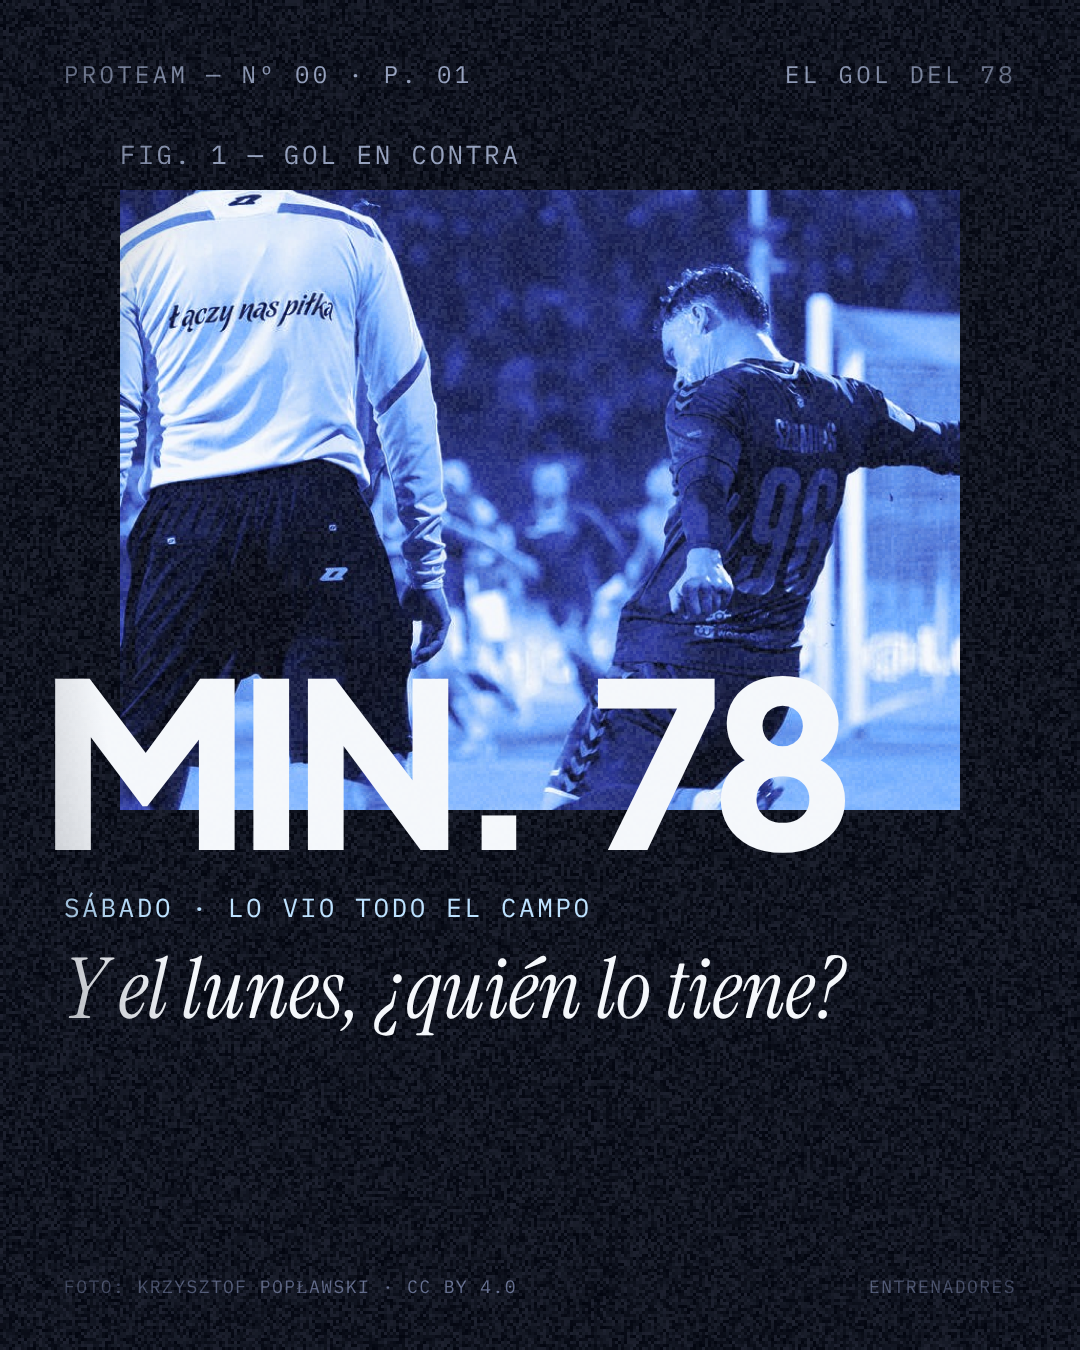 PROTEAM — Nº 00 · P. 01
EL GOL DEL 78
FIG. 1 — GOL EN CONTRA
Łączy nas piłka
99
MIN. 78
SÁBADO · LO VIO TODO EL CAMPO
Y el lunes, ¿quién lo tiene?
FOTO: KRZYSZTOF POPŁAWSKI · CC BY 4.0
ENTRENADORES